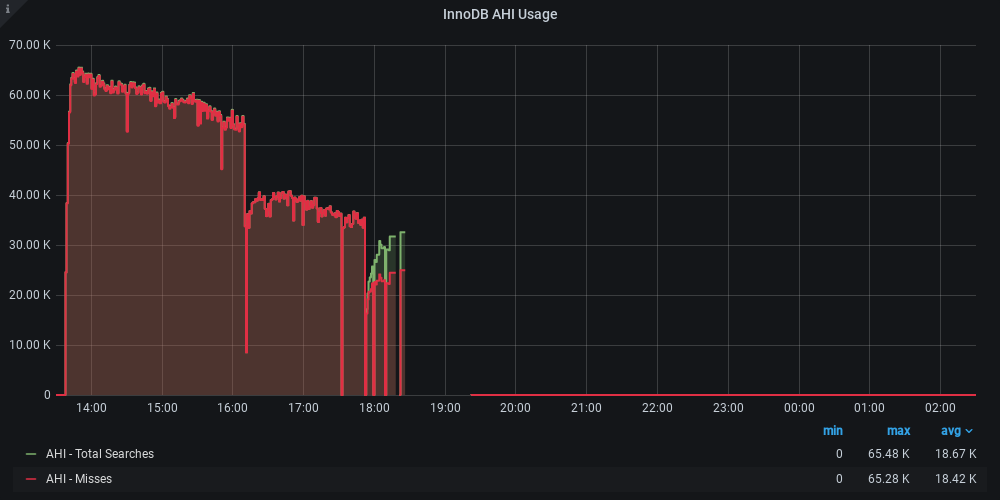 i
InnoDB AHI Usage
70.00 K
60.00 K
50.00 K
40.00 K
30.00 K
20.00 K
10.00 K
0
14:00 15:00 16:00 17:00 18:00 19:00 20:00 21:00 22:00 23:00 00:00 01:00 02:00
min max avg
AHI - Total Searches 0 65.48 K 18.67 K
AHI - Misses 0 65.28 K 18.42 K